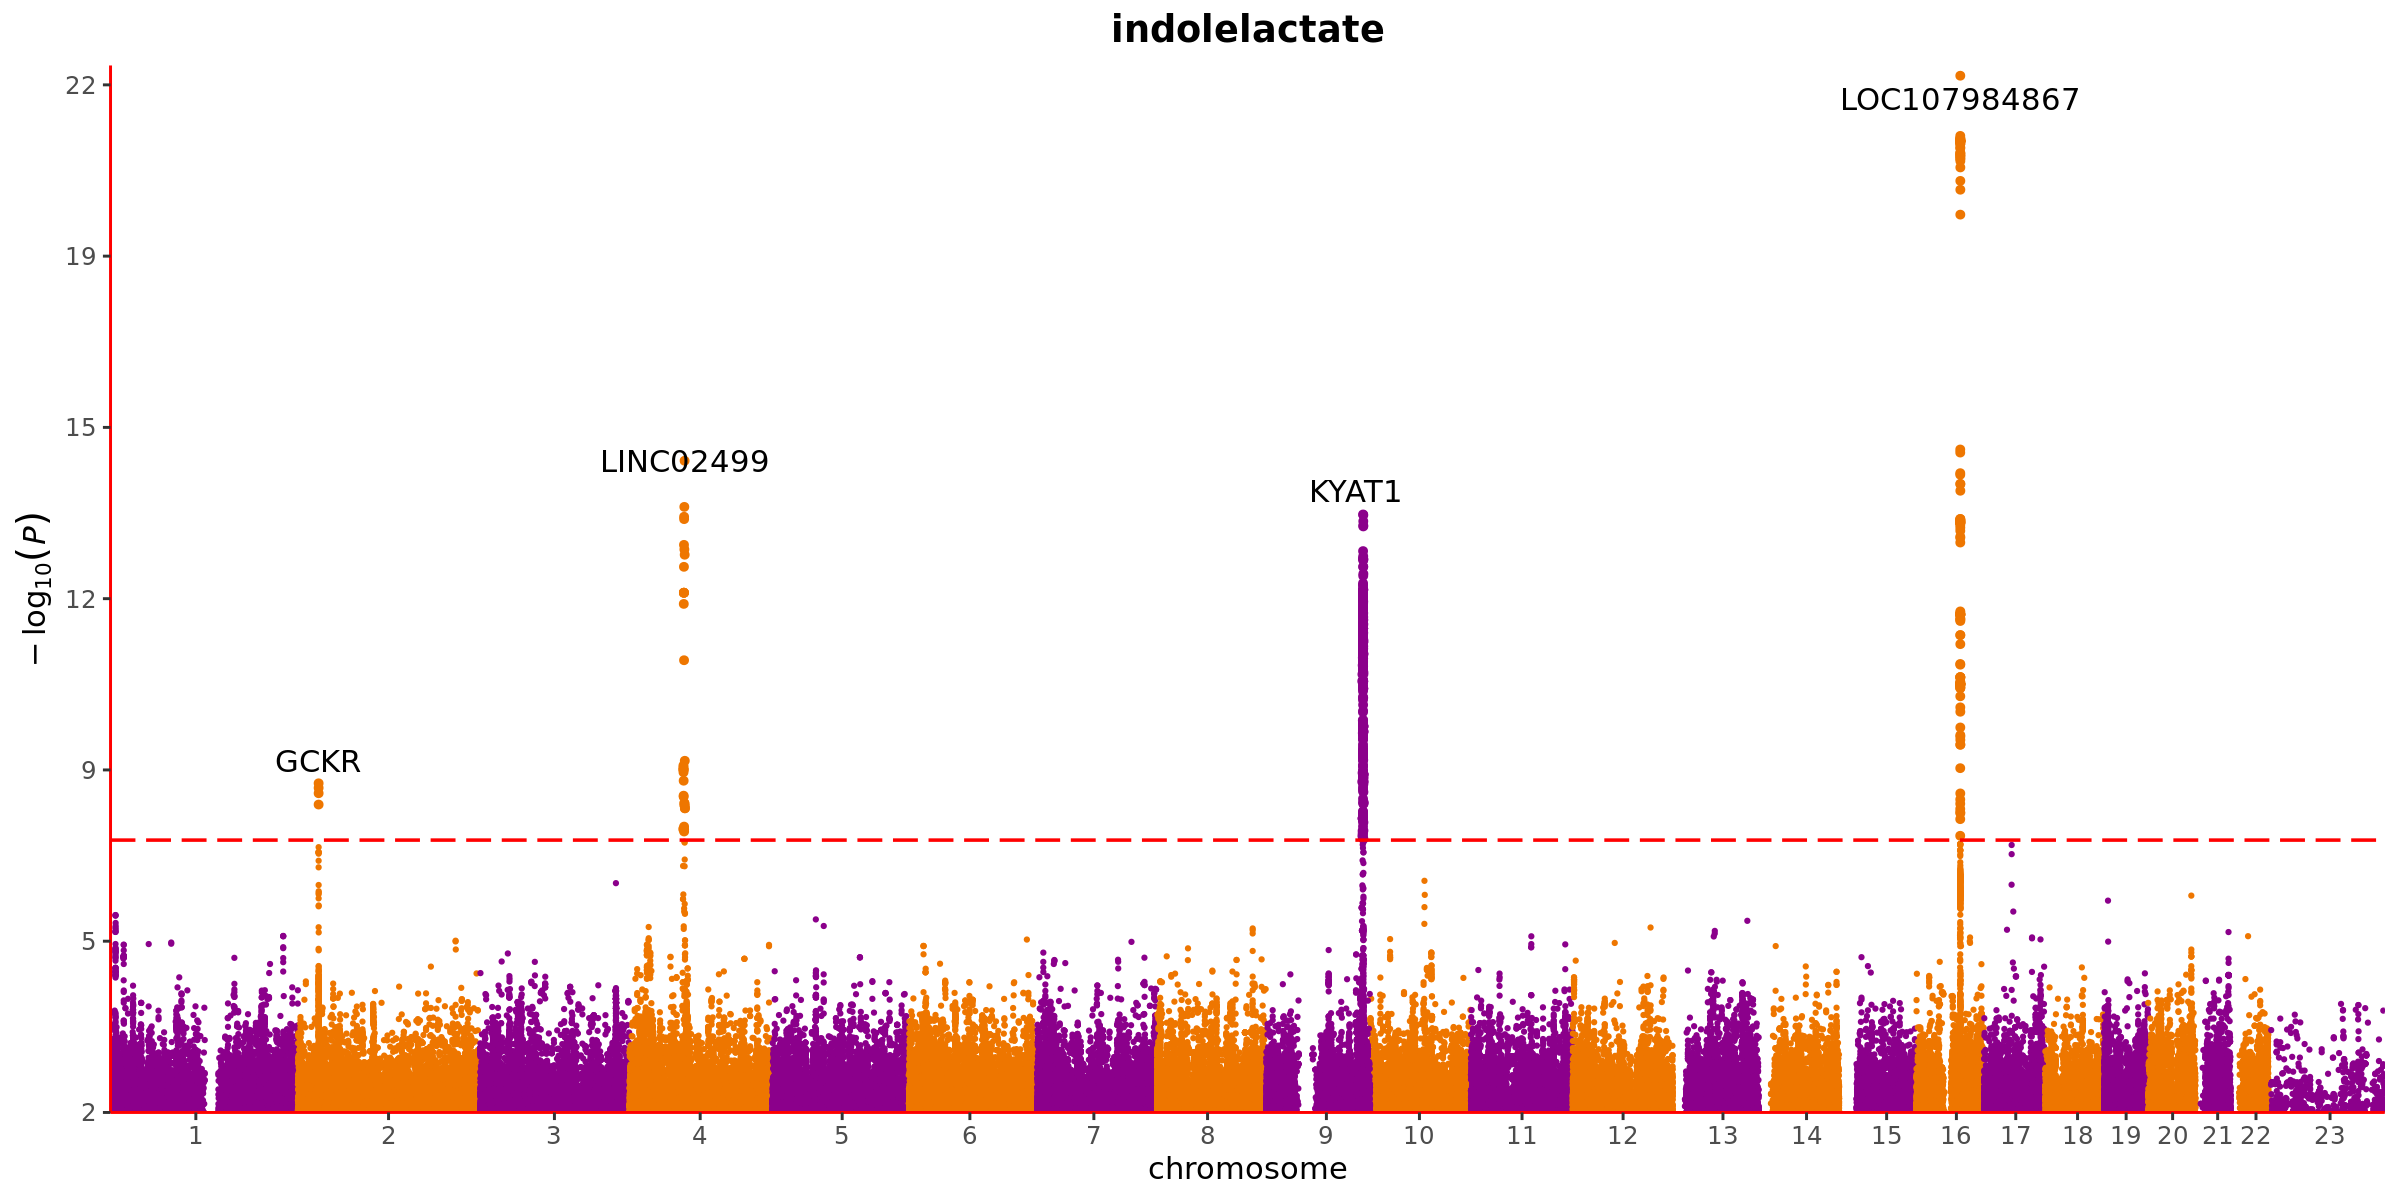 indolelactate
22
LOC107984867
19
15
LINC02499
KYAT1
12
GCKR
9
5
2
− log10(P)
1 2 3 4 5 6 7 8 9 10 11 12 13 14 15 16 17 18 19 20 21 22 23
chromosome